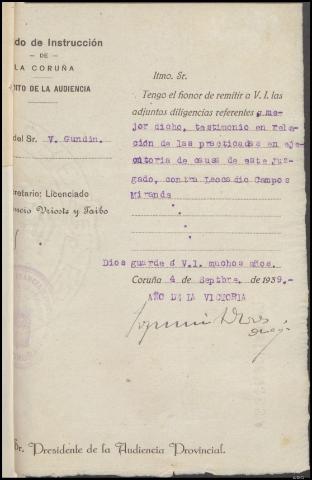 do de Instrucción
— DE —
LA CORUÑA
ITO DE LA AUDIENCIA
del Sr. V. Gundin.
retario: Licenciado
Vrioste y Taibo
Itmo. Sr.
Tengo el honor de remitir a V. I. las
adjuntas diligencias referentes o me-
jor dicho, testimonio en rela-
ción de las practicadas en eje-
cutoria de causa de este Juz-
gado, contra Leocadio Campos
Miranda
Dios guarde á V. I. muchos años.
Coruña 4 de Septbre. de 1939.-
AÑO DE LA VICTORIA
Sr. Presidente de la Audiencia Provincial.